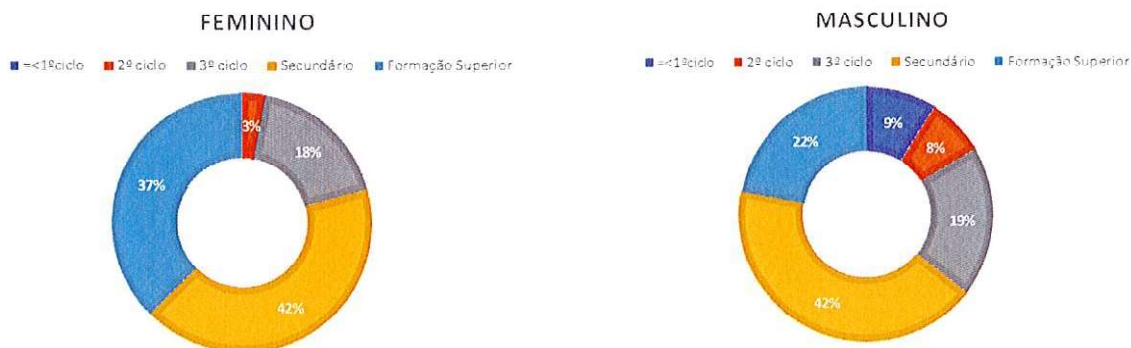 FEMININO
=<1ºciclo 2º ciclo 3º ciclo Secundário Formação Superior
3%
18%
37%
42%
MASCULINO
=<1ºciclo 2º ciclo 3º ciclo Secundário Formação Superior
9%
22%
8%
19%
42%